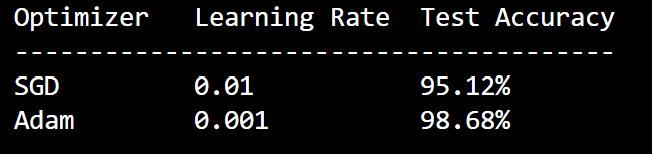 Optimizer   Learning Rate  Test Accuracy
----------------------------------------
SGD         0.01           95.12%
Adam        0.001          98.68%